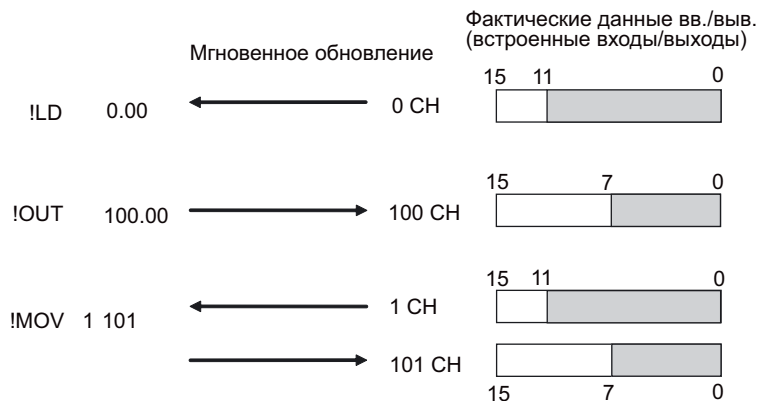 Фактические данные вв./выв.
(встроенные входы/выходы)
Мгновенное обновление
15 11 0
!LD 0.00 0 CH
15 7 0
!OUT 100.00 100 CH
15 11 0
1 CH
!MOV 1 101
101 CH
15 7 0